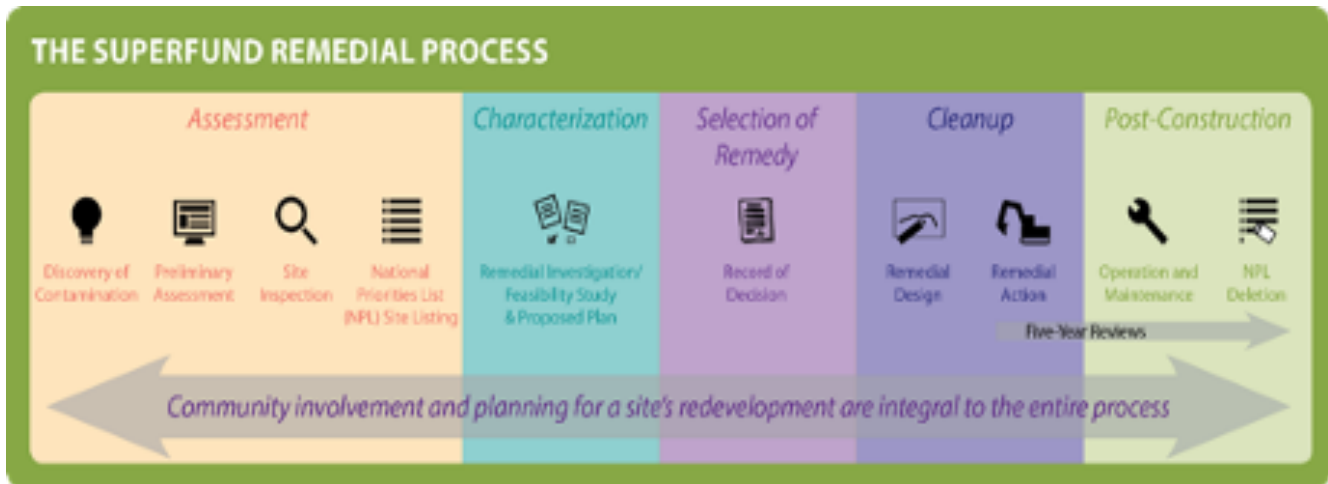 THE SUPERFUND REMEDIAL PROCESS
Assessment
Discovery of
Contamination
Preliminary
Assessment
Site
Inspection
National
Priorities List
(NPL) Site Listing
Characterization
Remedial Investigation/
Feasibility Study
& Proposed Plan
Selection of
Remedy
Record of
Decision
Cleanup
Remedial
Design
Remedial
Action
Post-Construction
Operation and
Maintenance
NPL
Deletion
Five-Year Reviews
Community involvement and planning for a site's redevelopment are integral to the entire process